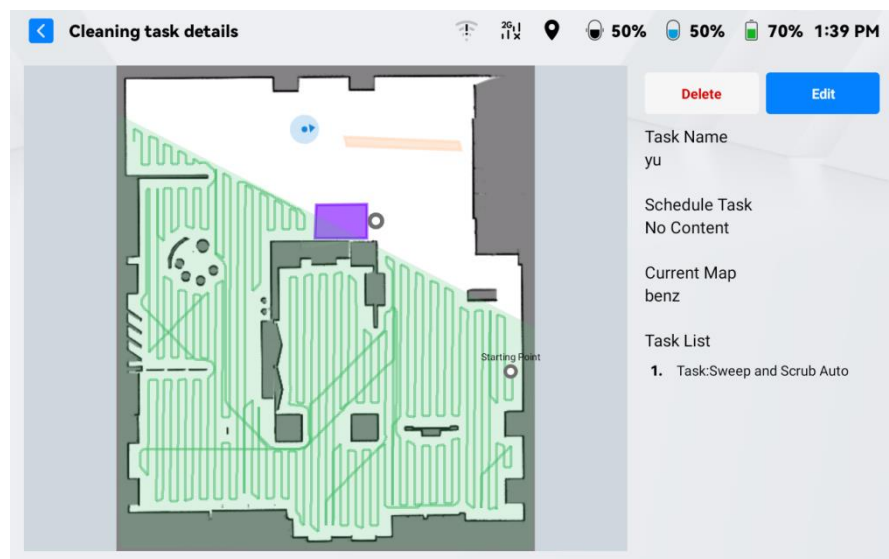 Cleaning task details
2G
50%
50%
70%
1:39 PM
Delete
Edit
Task Name
yu
Schedule Task
No Content
Current Map
benz
Task List
1. Task:Sweep and Scrub Auto
Starting Point